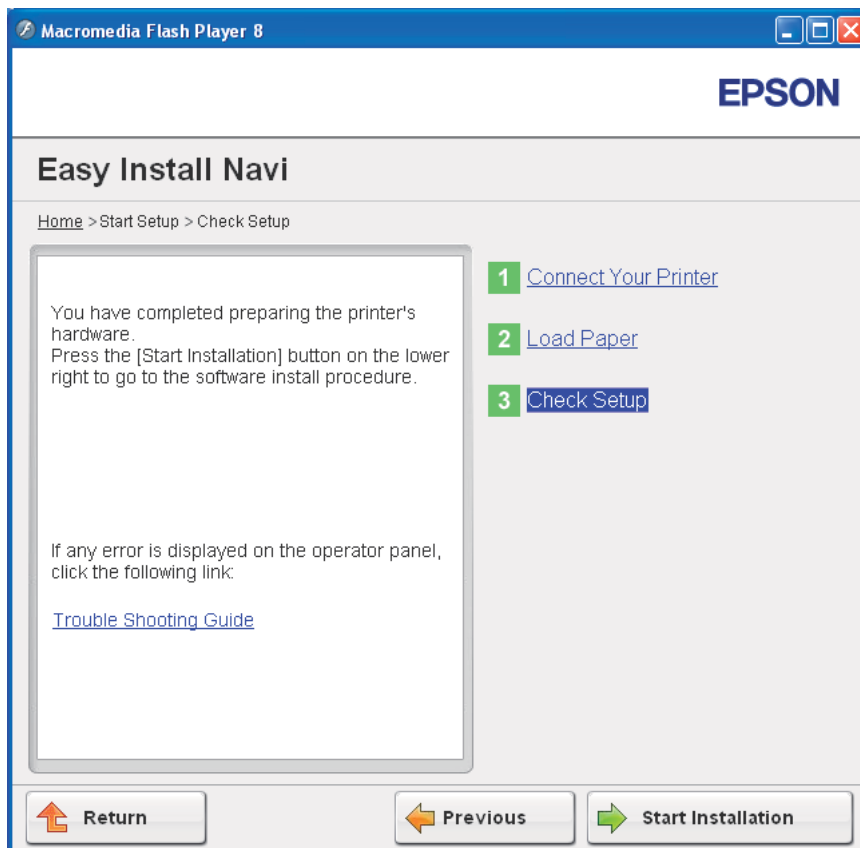 Macromedia Flash Player 8
EPSON
Easy Install Navi
Home > Start Setup > Check Setup
You have completed preparing the printer's
hardware.
Press the [Start Installation] button on the lower
right to go to the software install procedure.
If any error is displayed on the operator panel,
click the following link:
Trouble Shooting Guide
1 Connect Your Printer
2 Load Paper
3 Check Setup
Return
Previous
Start Installation